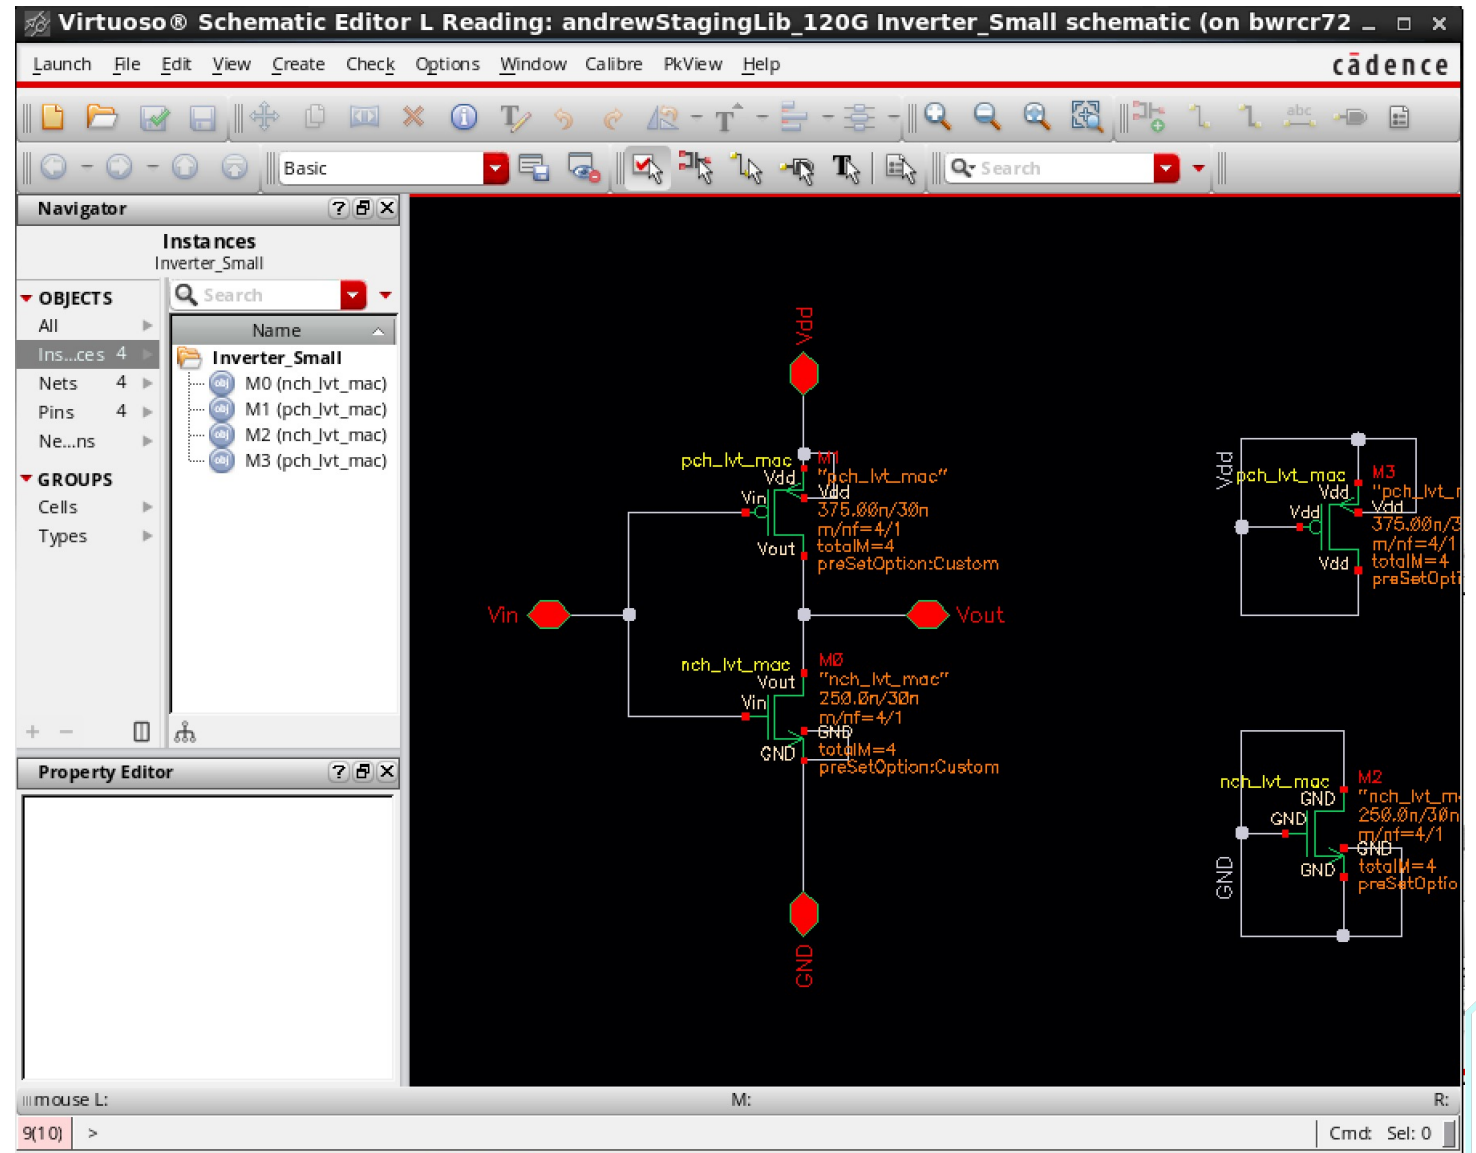 Virtuoso® Schematic Editor L Reading: andrewStagingLib_120G Inverter_Small schematic (on bwrcr72
Launch File Edit View Create Check Options Window Calibre PkView Help
cādence
Basic
Search
Navigator
Instances
Inverter_Small
OBJECTS
All
Ins...ces 4
Nets 4
Pins 4
Ne...ns
GROUPS
Cells
Types
Search
Name
Inverter_Small
M0 (nch_lvt_mac)
M1 (pch_lvt_mac)
M2 (nch_lvt_mac)
M3 (pch_lvt_mac)
Property Editor
Vdd
pch_lvt_mac
M1
Vdd
"pch_lvt_mac"
Vdd
Vin
375.00n/30n
m/nf=4/1
Vout
totalM=4
preSetOption:Custom
Vin
Vout
nch_lvt_mac
M0
Vout
"nch_lvt_mac"
Vin
250.0n/30n
m/nf=4/1
GND
GND
totalM=4
preSetOption:Custom
GND
Vdd
pch_lvt_mac
M3
Vdd
"pch_lvt_
Vdd
Vdd
375.00n/3
m/nf=4/1
Vdd
totalM=4
preSetOpti
nch_lvt_mac
M2
GND
"nch_lvt_m
GND
250.0n/30n
m/nf=4/1
GND
GND
totalM=4
preSetOptio
GND
mouse L:
M:
R:
9(10) >
Cmd: Sel: 0